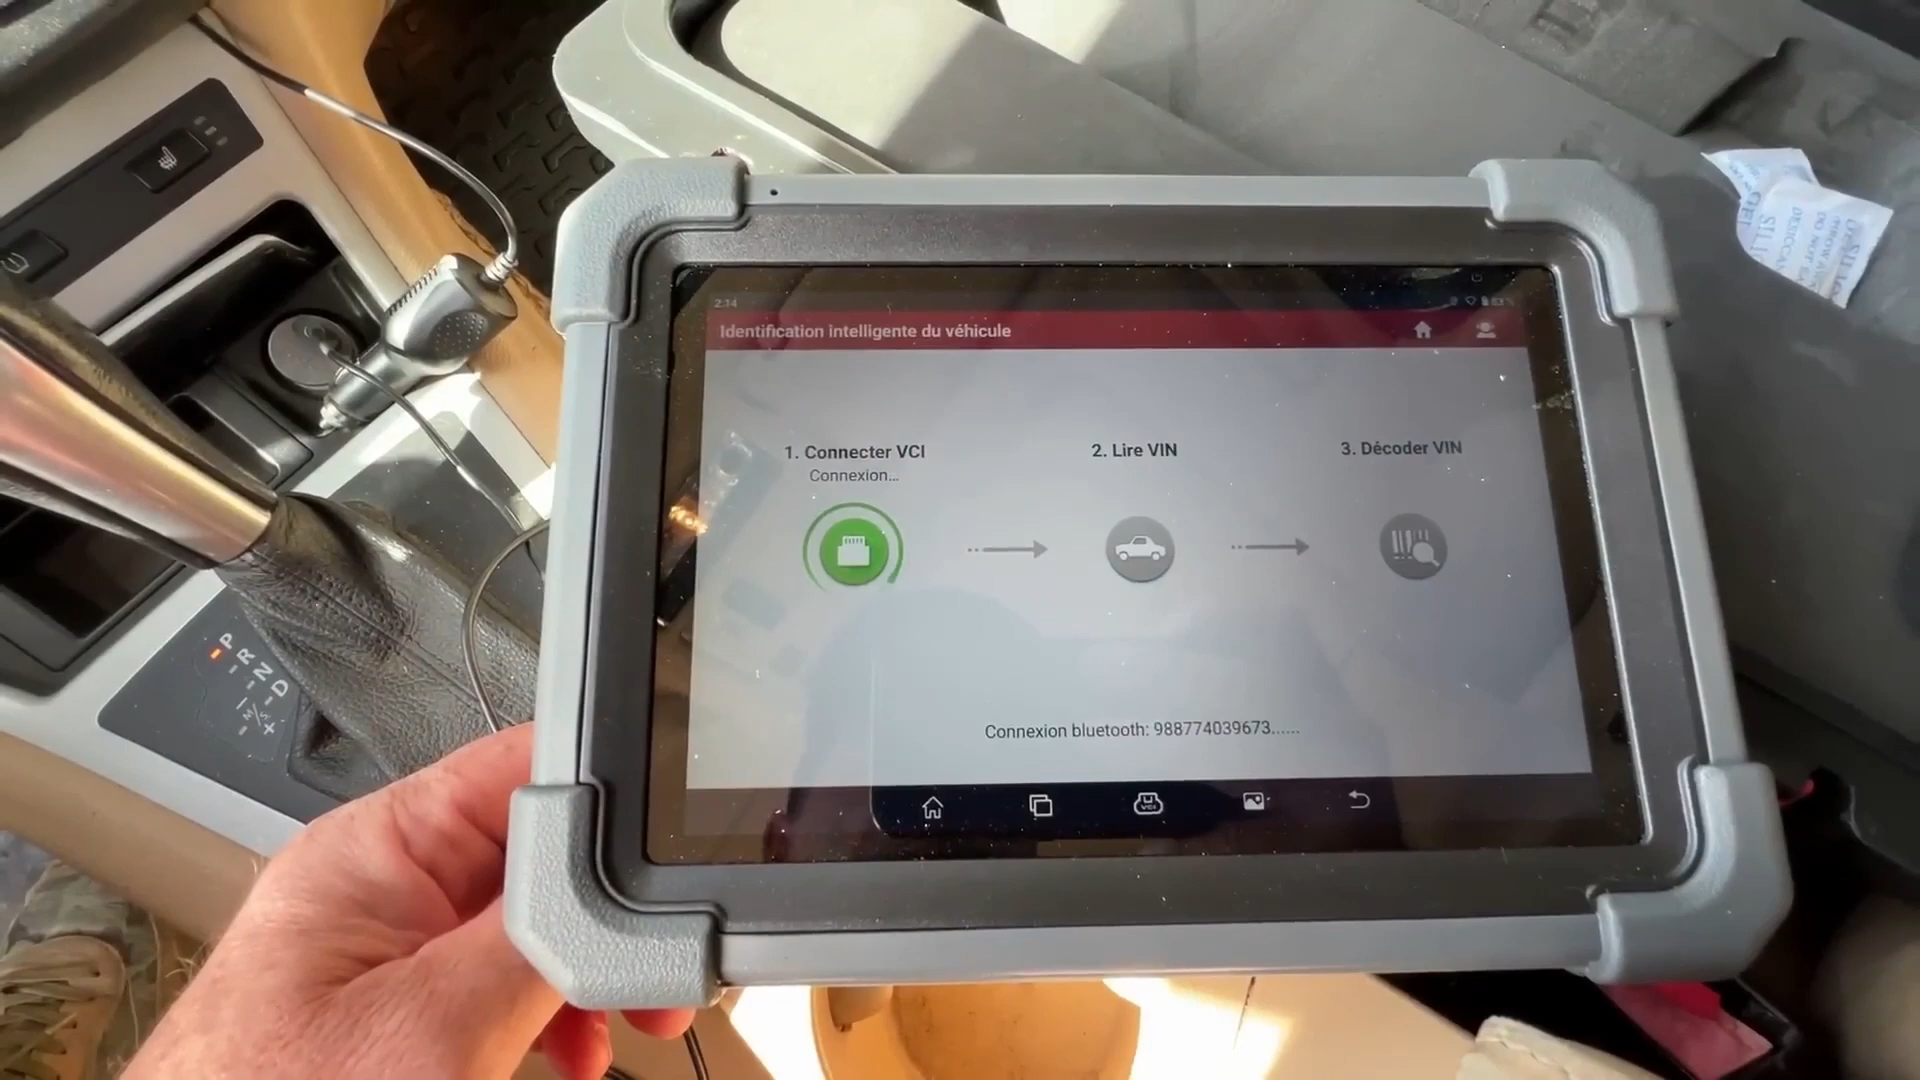 2:14
Identification intelligente du véhicule
1. Connecter VCI
Connexion...
2. Lire VIN
3. Décoder VIN
Connexion bluetooth: 988774039673......
VCI
P
R
N
D
M/S
+